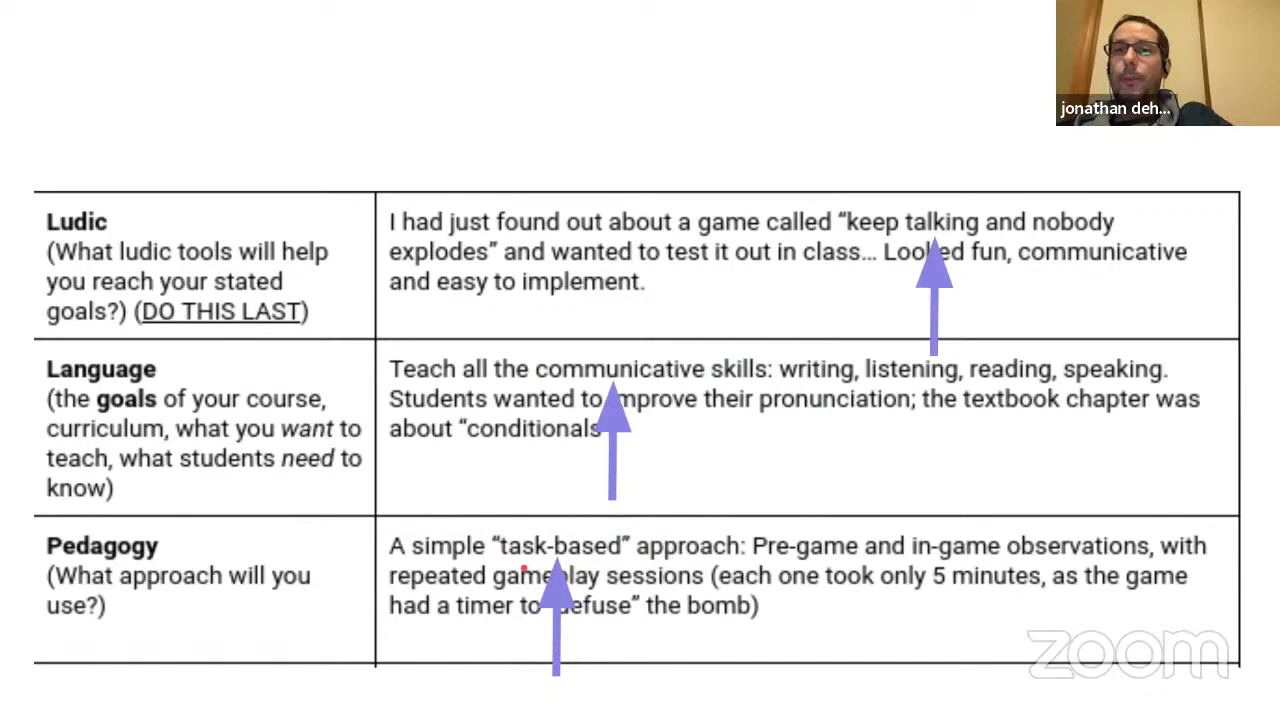 jonathan deh...
Ludic
(What ludic tools will help
you reach your stated
goals?) (DO THIS LAST)
I had just found out about a game called “keep talking and nobody
explodes” and wanted to test it out in class... Looked fun, communicative
and easy to implement.
Language
(the goals of your course,
curriculum, what you want to
teach, what students need to
know)
Teach all the communicative skills: writing, listening, reading, speaking.
Students wanted to improve their pronunciation; the textbook chapter was
about “conditionals
Pedagogy
(What approach will you
use?)
A simple “task-based” approach: Pre-game and in-game observations, with
repeated gameplay sessions (each one took only 5 minutes, as the game
had a timer to “defuse” the bomb)
zoom